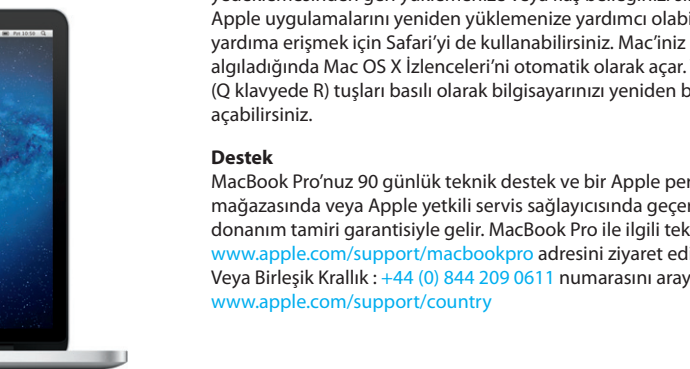 Apple uygulamalarını yeniden yüklemenize yardımcı olabi
yardıma erişmek için Safari'yi de kullanabilirsiniz. Mac'iniz
algıladığında Mac OS X İzlenceleri'ni otomatik olarak açar.
(Q klavyede R) tuşları basılı olarak bilgisayarınızı yeniden b
açabilirsiniz.
Destek
MacBook Pro'nuz 90 günlük teknik destek ve bir Apple per
mağazasında veya Apple yetkili servis sağlayıcısında geçer
donanım tamiri garantisiyle gelir. MacBook Pro ile ilgili tek
www.apple.com/support/macbookpro adresini ziyaret ed
Veya Birleşik Krallık : +44 (0) 844 209 0611 numarasını aray
www.apple.com/support/country